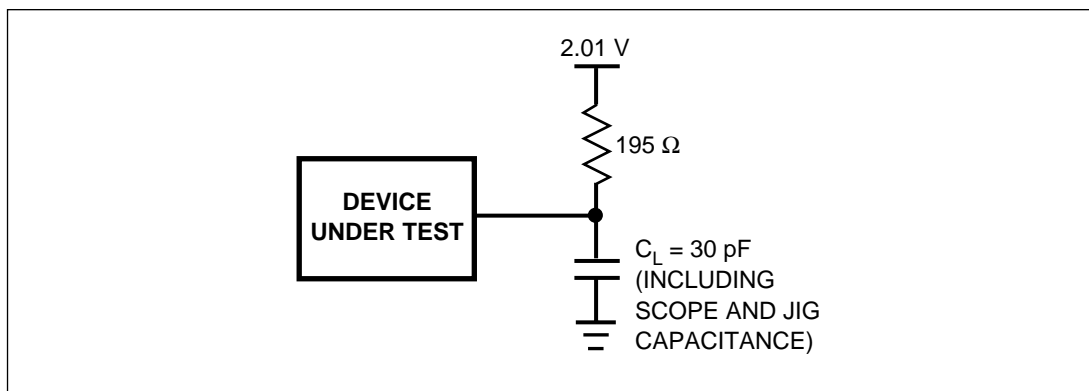 2.01 V
195 Ω
DEVICE
UNDER TEST
C_L = 30 pF
(INCLUDING
SCOPE AND JIG
CAPACITANCE)